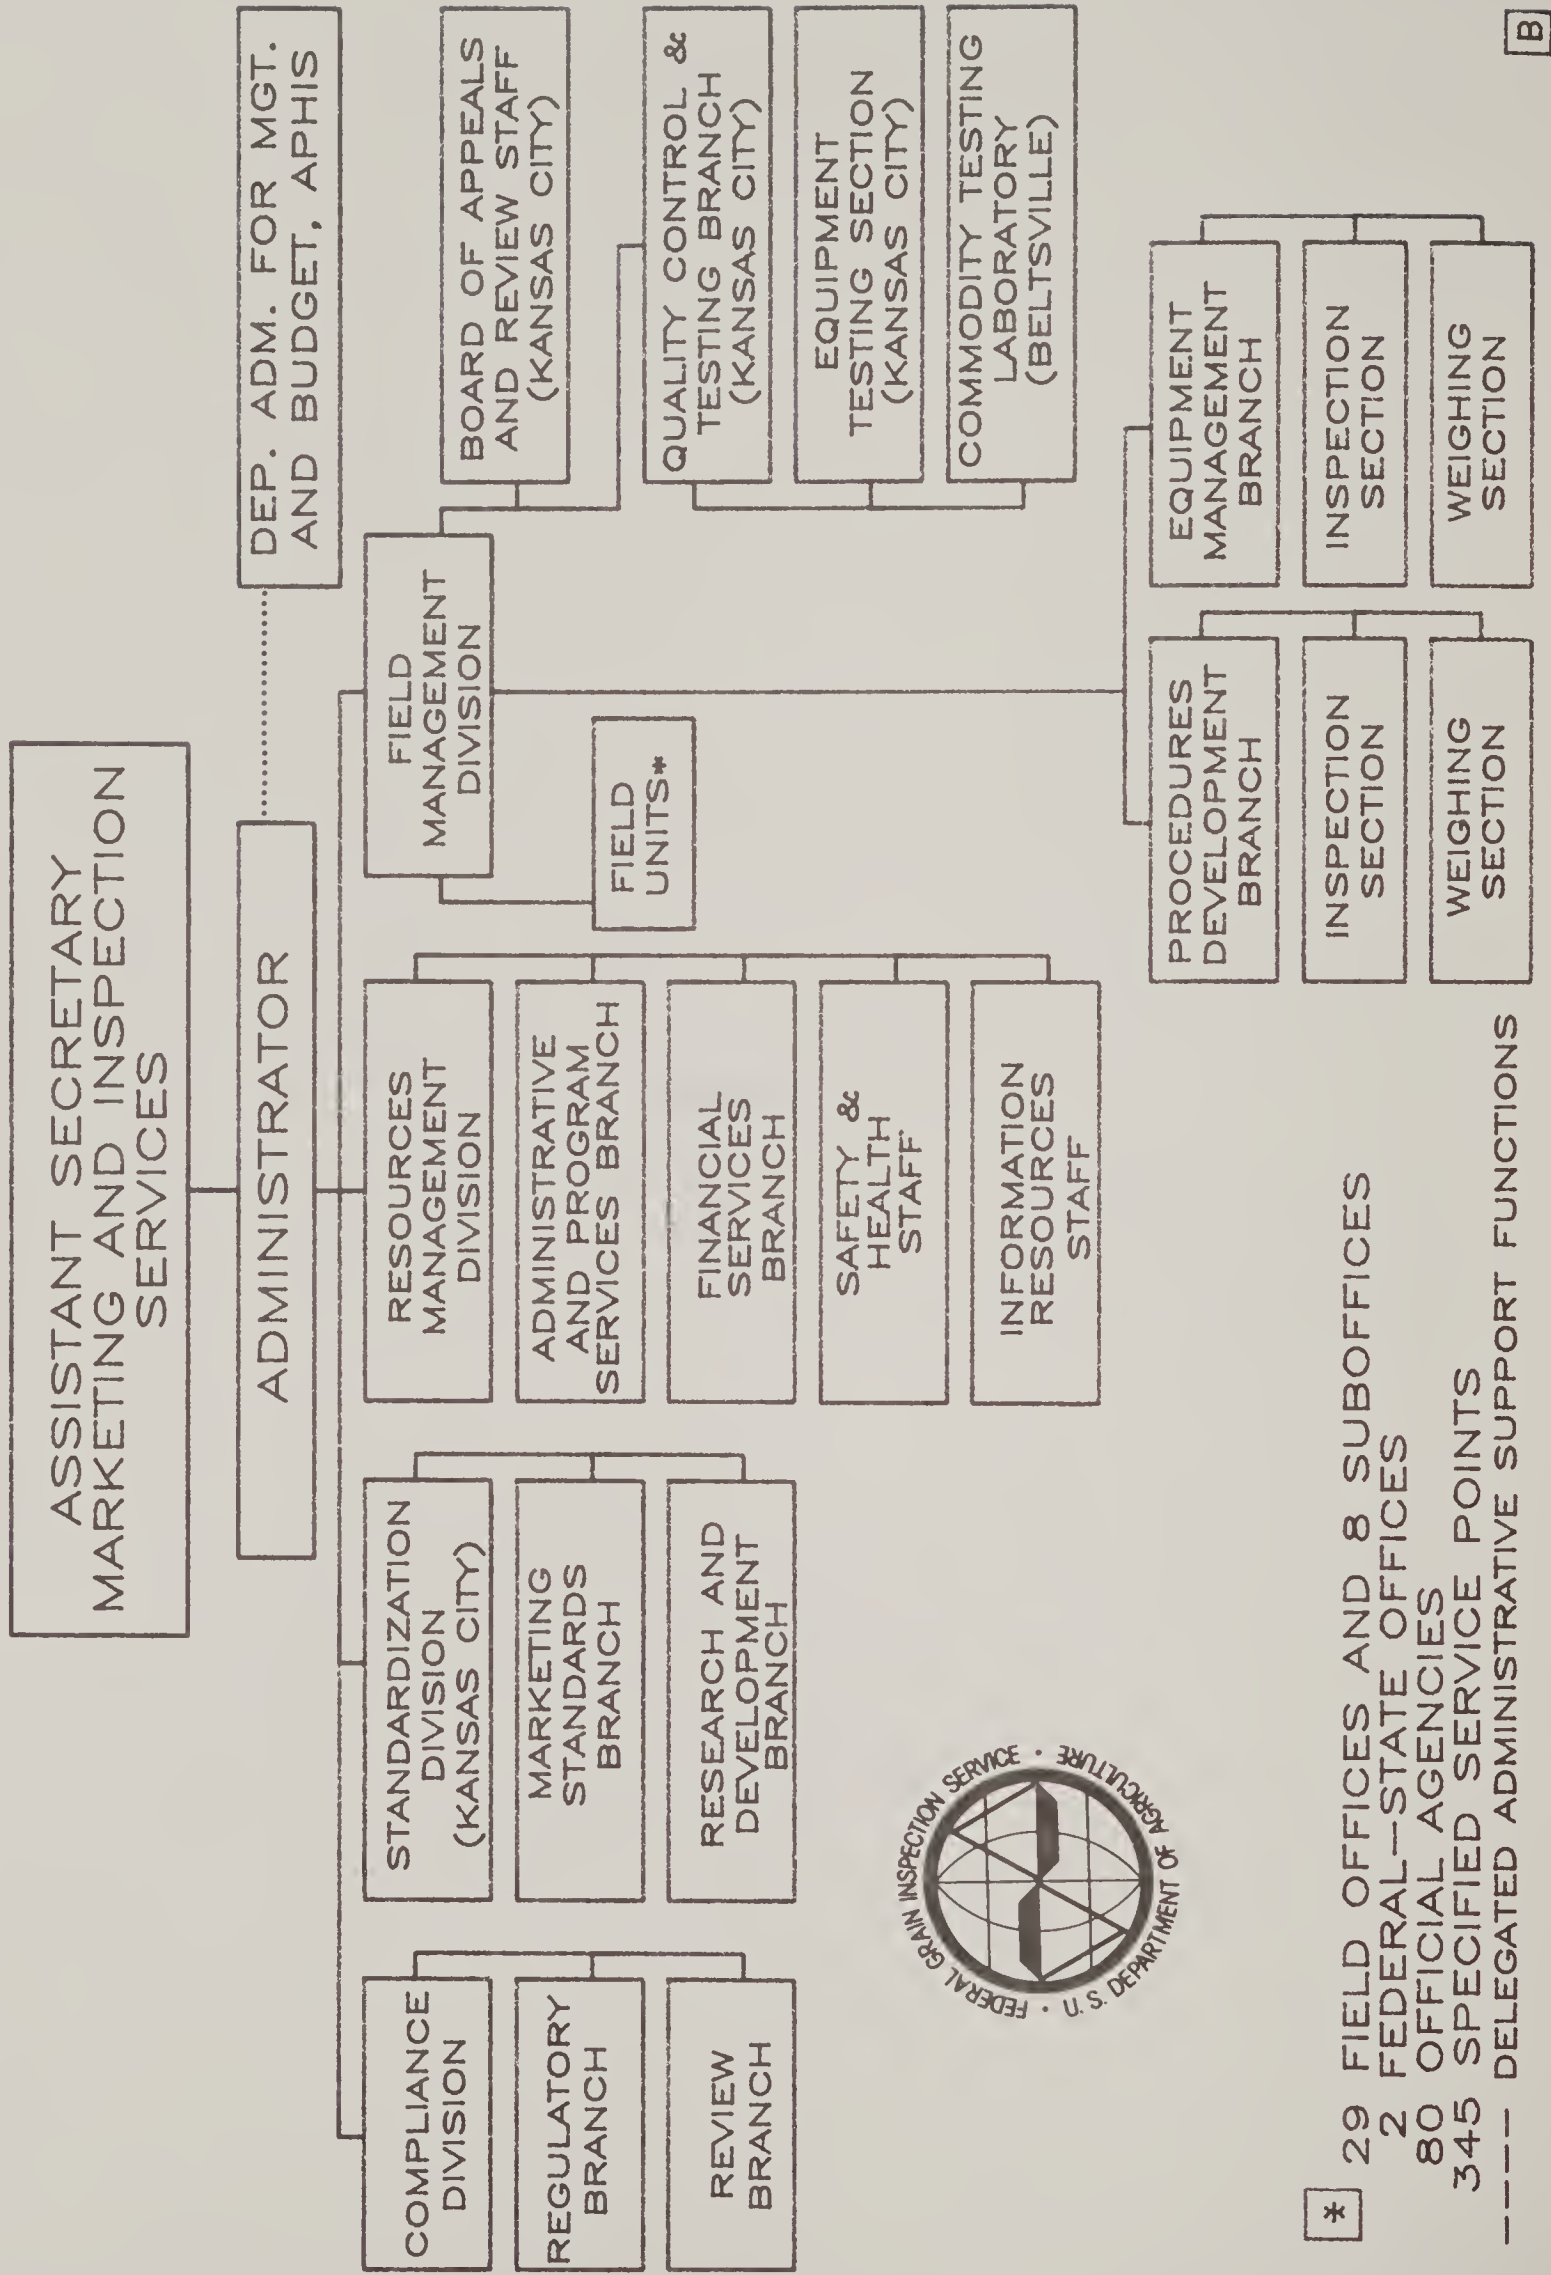 ASSISTANT SECRETARY
MARKETING AND INSPECTION
SERVICES
ADMINISTRATOR
DEP. ADM. FOR MGT.
AND BUDGET, APHIS
COMPLIANCE
DIVISION
REGULATORY
BRANCH
REVIEW
BRANCH
STANDARDIZATION
DIVISION
(KANSAS CITY)
MARKETING
STANDARDS
BRANCH
RESEARCH AND
DEVELOPMENT
BRANCH
RESOURCES
MANAGEMENT
DIVISION
ADMINISTRATIVE
AND PROGRAM
SERVICES BRANCH
FINANCIAL
SERVICES
BRANCH
SAFETY &
HEALTH
STAFF
INFORMATION
RESOURCES
STAFF
FIELD
MANAGEMENT
DIVISION
FIELD
UNITS*
BOARD OF APPEALS
AND REVIEW STAFF
(KANSAS CITY)
QUALITY CONTROL &
TESTING BRANCH
(KANSAS CITY)
EQUIPMENT
TESTING SECTION
(KANSAS CITY)
COMMODITY TESTING
LABORATORY
(BELTSVILLE)
PROCEDURES
DEVELOPMENT
BRANCH
INSPECTION
SECTION
WEIGHING
SECTION
EQUIPMENT
MANAGEMENT
BRANCH
INSPECTION
SECTION
WEIGHING
SECTION
FEDERAL GRAIN INSPECTION SERVICE ·
U. S. DEPARTMENT OF AGRICULTURE ·
*
29 FIELD OFFICES AND 8 SUBOFFICES
2 FEDERAL-STATE OFFICES
80 OFFICIAL AGENCIES
345 SPECIFIED SERVICE POINTS
---- DELEGATED ADMINISTRATIVE SUPPORT FUNCTIONS
B